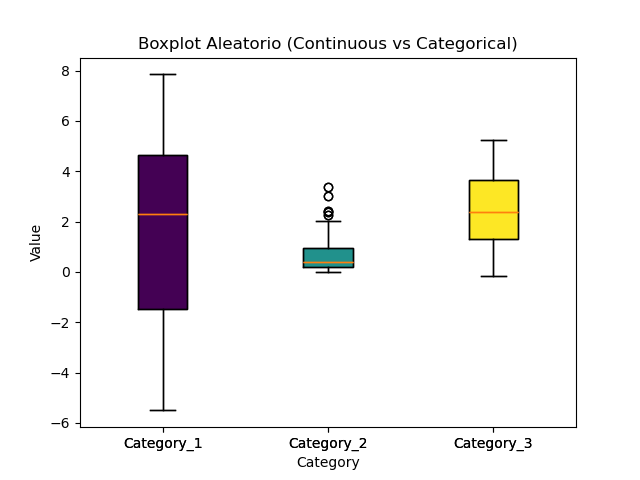 Boxplot Aleatorio (Continuous vs Categorical)
8
6
4
2
0
−2
−4
−6
Value
Category_1 Category_2 Category_3
Category